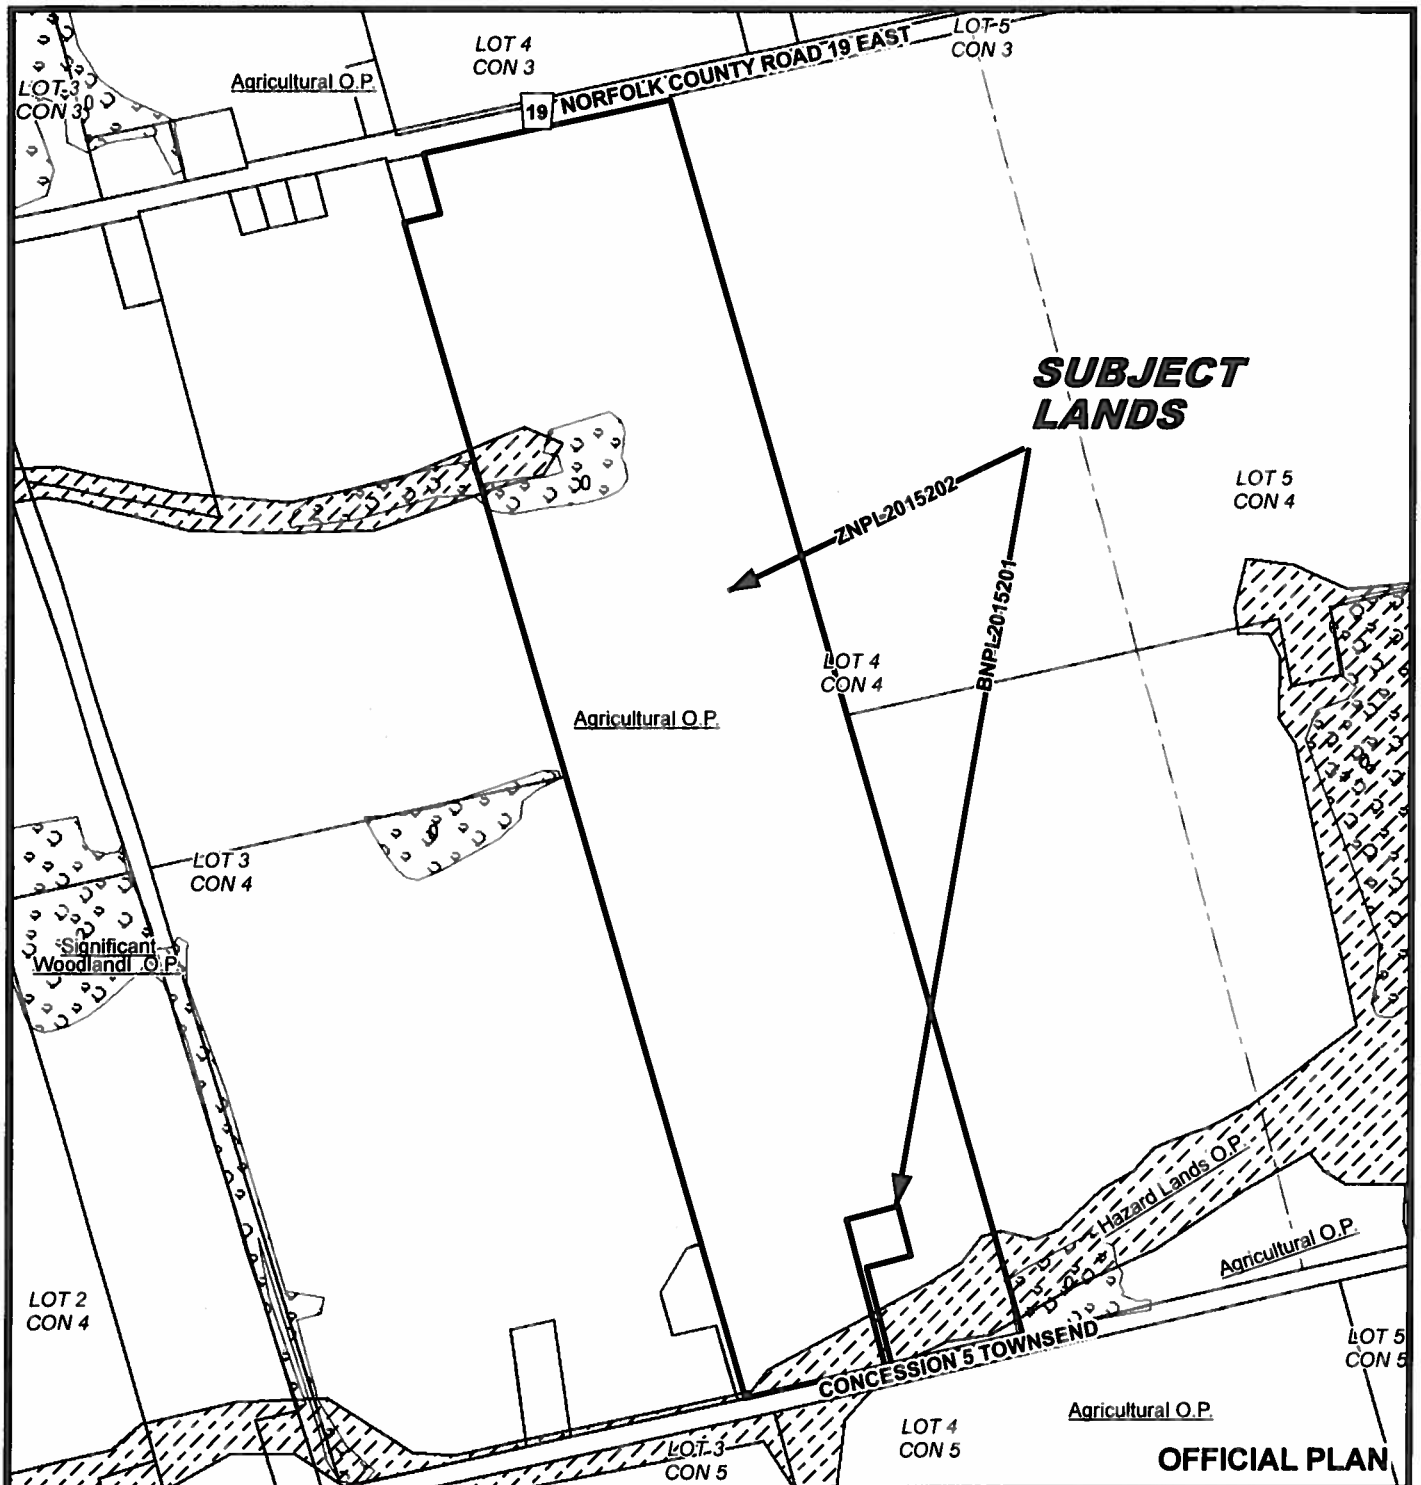 LOT 4
CON 3
LOT 5
CON 3
LOT 3
CON 3
Agricultural O.P.
19
NORFOLK COUNTY ROAD 19 EAST
SUBJECT
LANDS
ZNPL2015202
BNPL2015201
LOT 5
CON 4
LOT 4
CON 4
Agricultural O.P.
LOT 3
CON 4
Significant
Woodland O.P.
Hazard Lands O.P.
Agricultural O.P.
LOT 2
CON 4
CONCESSION 5 TOWNSEND
LOT 5
CON 5
Agricultural O.P.
LOT 4
CON 5
LOT 3
CON 5
OFFICIAL PLAN